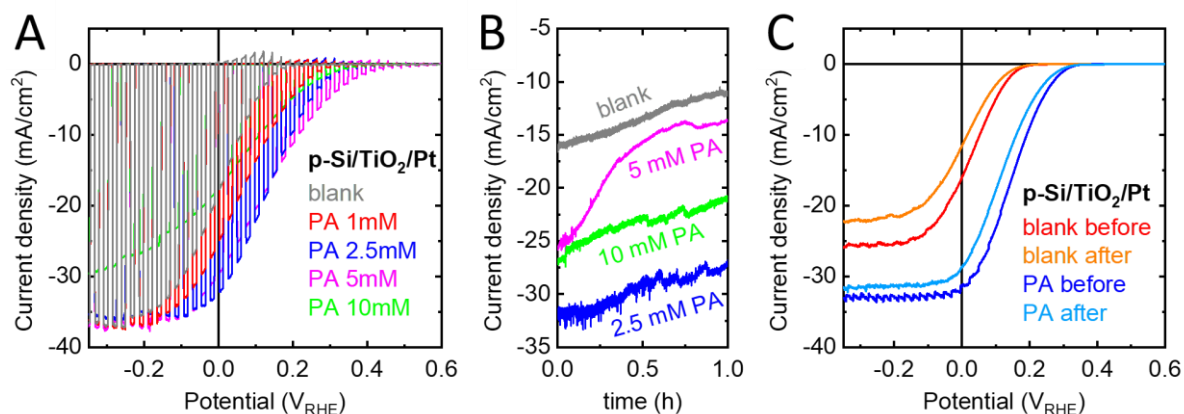 A
Current density (mA/cm²)
0
-10
-20
-30
-40
-0.2
0.0
0.2
0.4
0.6
Potential (V_RHE)
p-Si/TiO₂/Pt
blank
PA 1mM
PA 2.5mM
PA 5mM
PA 10mM
B
Current density (mA/cm²)
-5
-10
-15
-20
-25
-30
-35
0.0
0.5
1.0
time (h)
blank
5 mM PA
10 mM PA
2.5 mM PA
C
Current density (mA/cm²)
0
-10
-20
-30
-40
-0.2
0.0
0.2
0.4
0.6
Potential (V_RHE)
p-Si/TiO₂/Pt
blank before
blank after
PA before
PA after